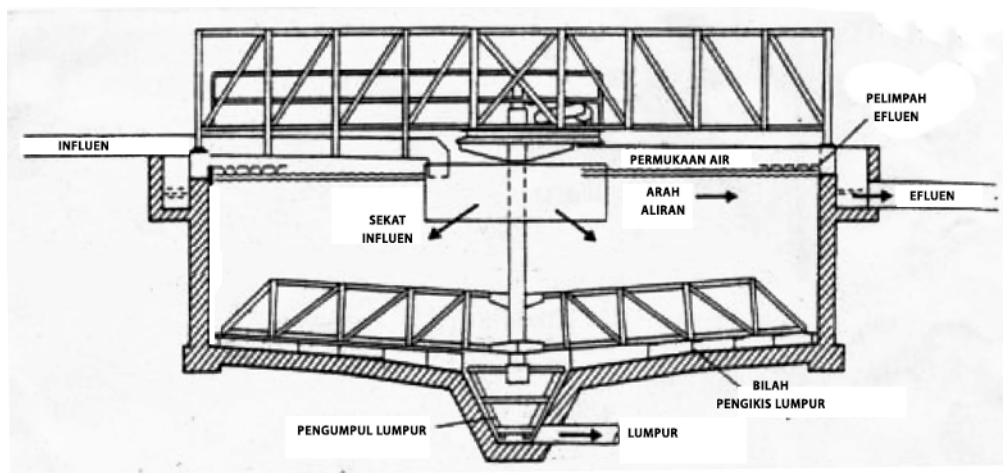 PELIMPAH
EFLUEN
INFLUEN
PERMUKAAN AIR
ARAH
ALIRAN
EFLUEN
SEKAT
INFLUEN
BILAH
PENGIKIS LUMPUR
PENGUMPUL LUMPUR
LUMPUR